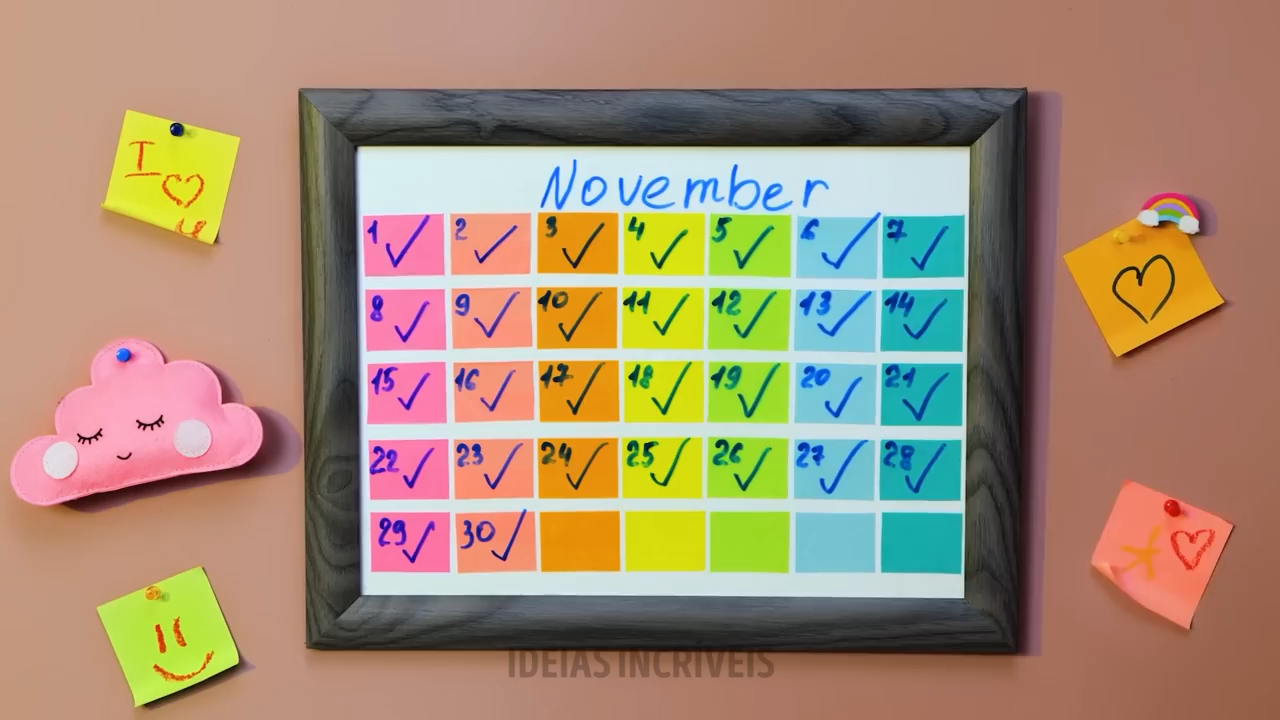 I
u
November
1 2 3 4 5 6 7
8 9 10 11 12 13 14
15 16 17 18 19 20 21
22 23 24 25 26 27 28
29 30
IDEIAS INCRÍVEIS